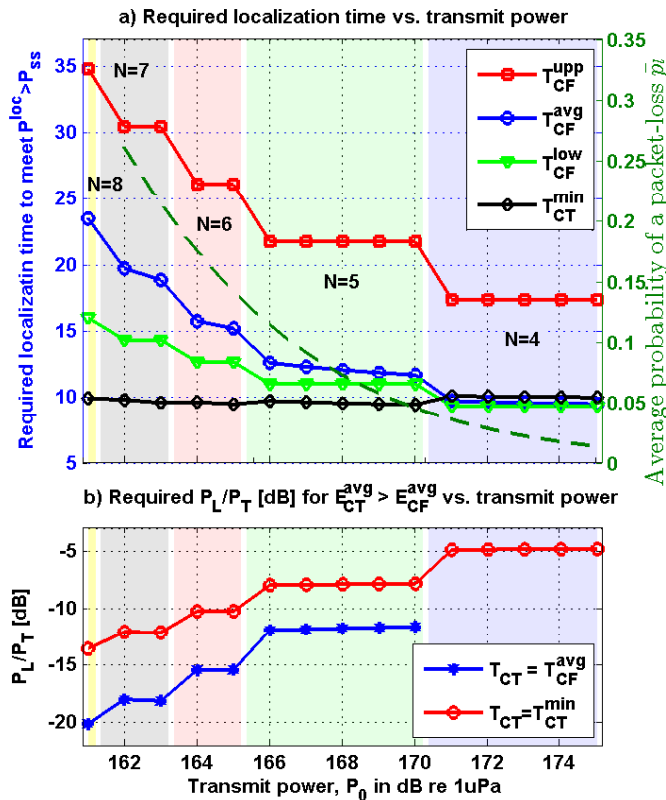 a) Required localization time vs. transmit power
Required localizatin time to meet P^loc>P_ss
35
30
25
20
15
10
5
N=7
N=8
N=6
N=5
N=4
T_CF^upp
T_CF^avg
T_CF^low
T_CT^min
0.35
0.3
0.25
0.2
0.15
0.1
0.05
0
Average probability of a packet-loss p̄_l
b) Required P_L/P_T [dB] for E_CT^avg > E_CF^avg vs. transmit power
P_L/P_T [dB]
-5
-10
-15
-20
T_CT = T_CF^avg
T_CT=T_CT^min
162 164 166 168 170 172 174
Transmit power, P_0 in dB re 1uPa